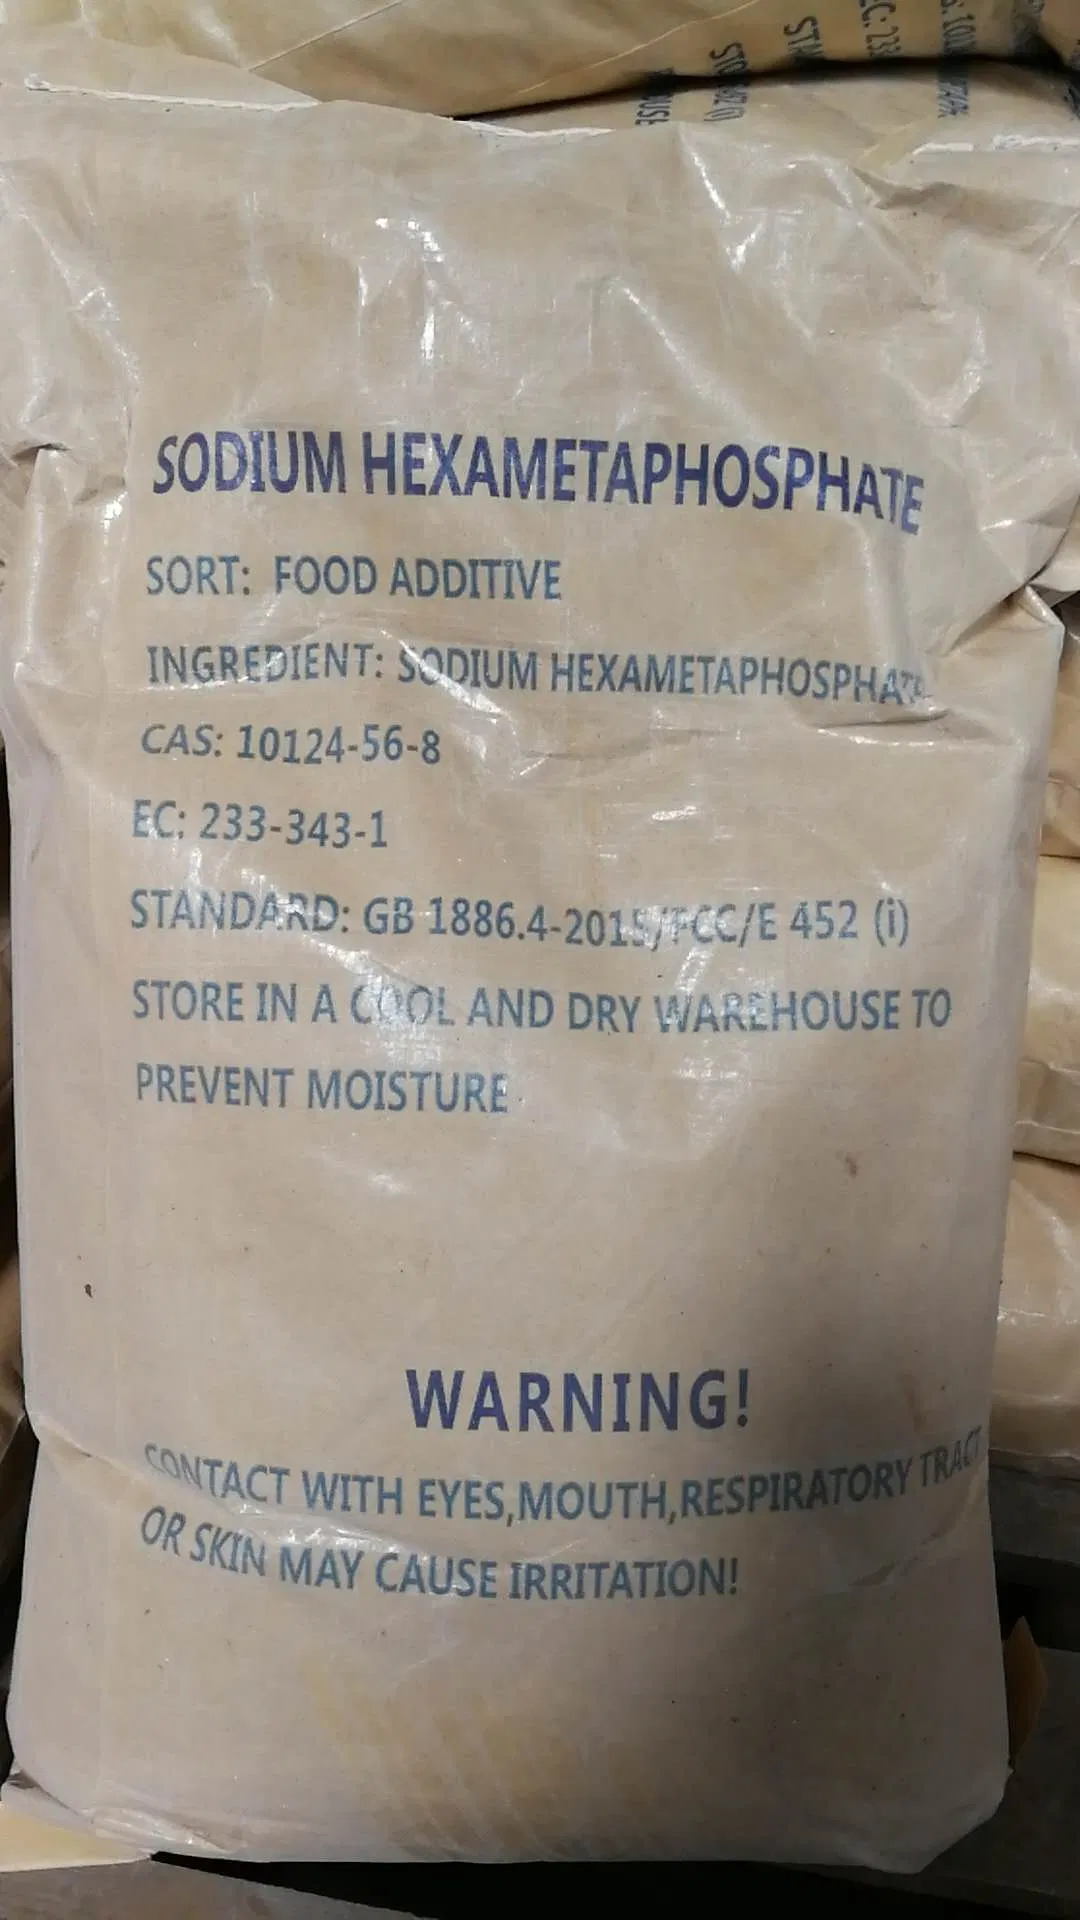 SODIUM HEXAMETAPHOSPHATE
SORT: FOOD ADDITIVE
INGREDIENT: SODIUM HEXAMETAPHOSPHATE
CAS: 10124-56-8
EC: 233-343-1
STANDARD: GB 1886.4-2015/FCC/E 452 (i)
STORE IN A COOL AND DRY WAREHOUSE TO
PREVENT MOISTURE
WARNING!
CONTACT WITH EYES,MOUTH,RESPIRATORY TRACT
OR SKIN MAY CAUSE IRRITATION!